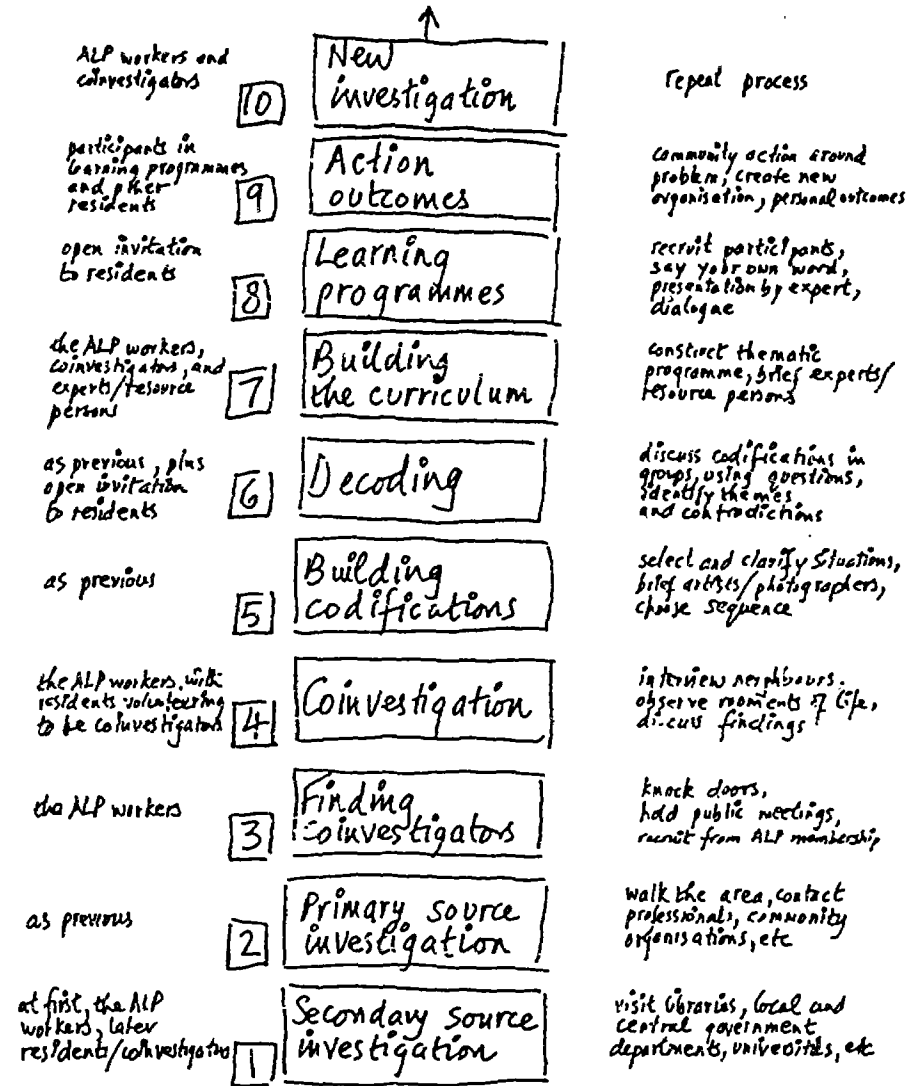 ALP workers and
coinvestigators
10
New
investigation
repeat process
participants in
learning programmes
and other
residents
9
Action
outcomes
community action around
problem, create new
organisation, personal outcomes
open invitation
to residents
8
Learning
programmes
recruit participants,
say your own word,
presentation by expert,
dialogue
the ALP workers,
coinvestigators, and
experts/resource
persons
7
Building
the curriculum
construct thematic
programme, brief experts/
resource persons
as previous, plus
open invitation
to residents
6
Decoding
discuss codifications in
groups, using questions,
identify themes
and contradictions
as previous
5
Building
codifications
select and clarify situations,
brief artists/photographers,
choose sequence
the ALP workers, with
residents volunteering
to be coinvestigators
4
Coinvestigation
interview neighbours.
observe moments of life,
discuss findings
the ALP workers
3
Finding
coinvestigators
knock doors,
hold public meetings,
recruit from ALP membership
as previous
2
Primary source
investigation
walk the area, contact
professionals, community
organisations, etc
at first, the ALP
workers, later
residents/coinvestigators
1
Secondary source
investigation
visit libraries, local and
central government
departments, universities, etc